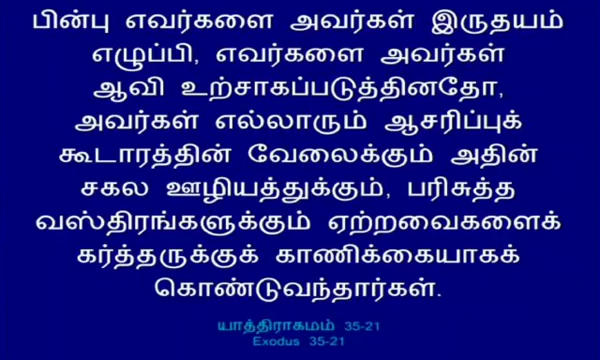 பின்பு எவர்களை அவர்கள் இருதயம்
எழுப்பி, எவர்களை அவர்கள்
ஆவி உற்சாகப்படுத்தினதோ,
அவர்கள் எல்லாரும் ஆசரிப்புக்
கூடாரத்தின் வேலைக்கும் அதின்
சகல ஊழியத்துக்கும், பரிசுத்த
வஸ்திரங்களுக்கும் ஏற்றவைகளைக்
கர்த்தருக்குக் காணிக்கையாகக்
கொண்டுவந்தார்கள்.
யாத்திராகமம் 35-21
Exodus 35-21